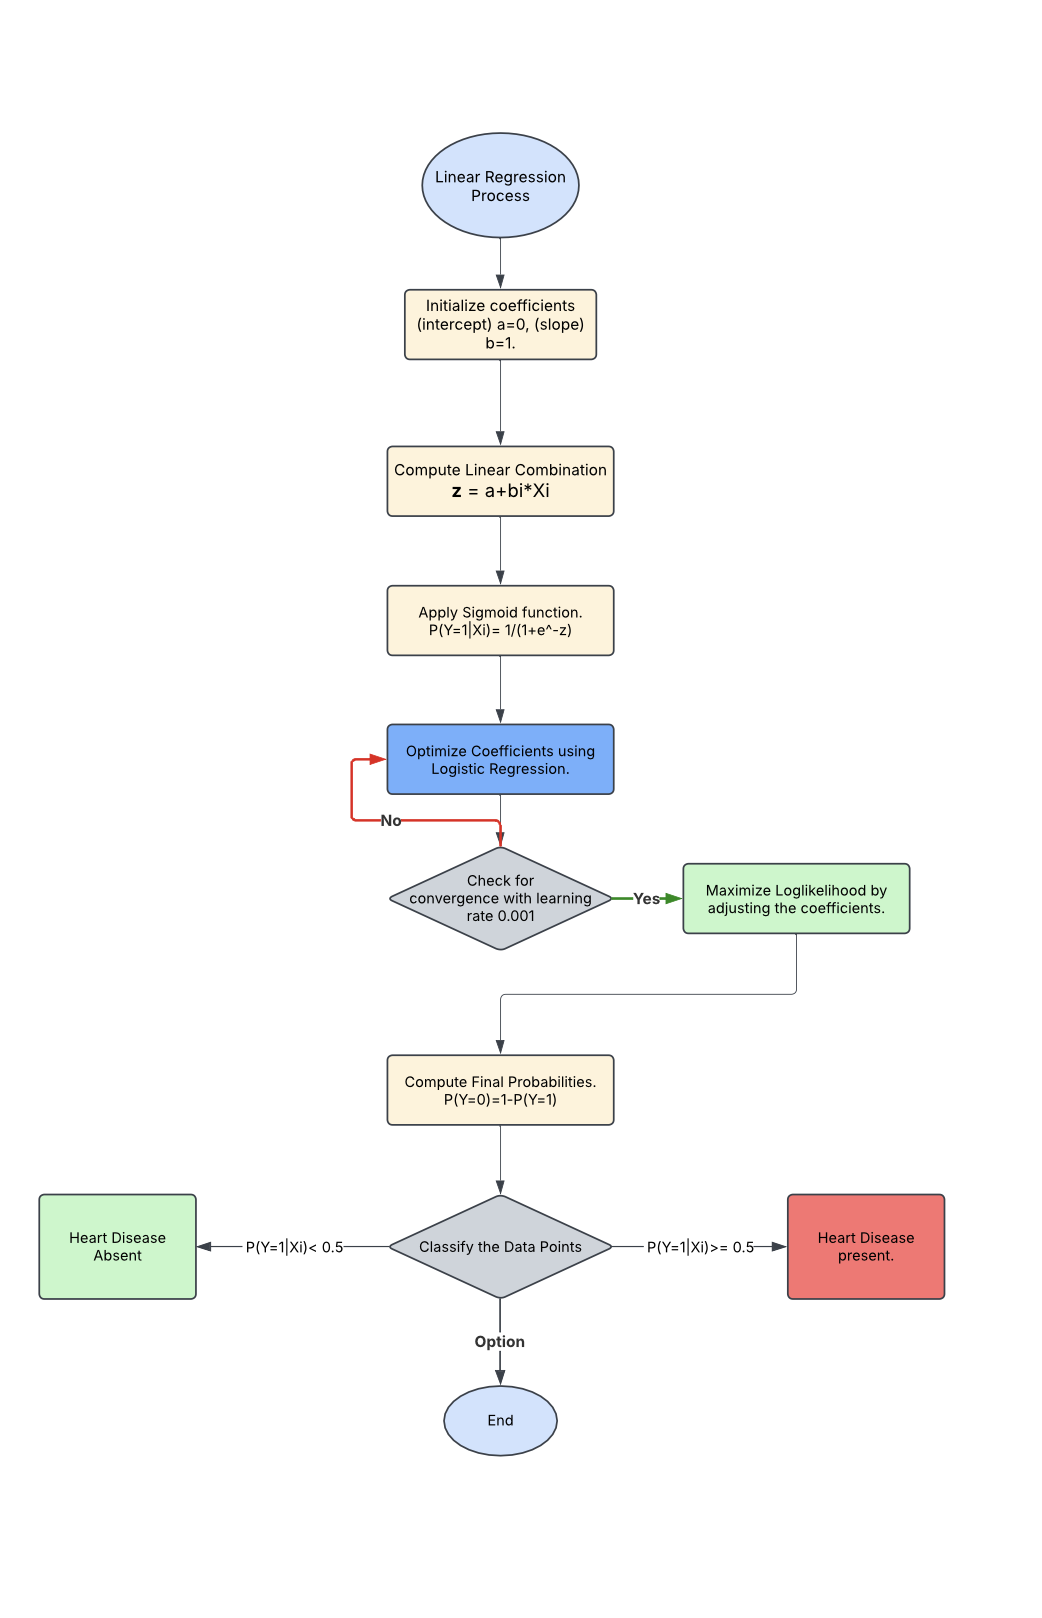 Linear Regression
Process
Initialize coefficients
(intercept) a=0, (slope)
b=1.
Compute Linear Combination
z = a+bi*Xi
Apply Sigmoid function.
P(Y=1|Xi)= 1/(1+e^-z)
Optimize Coefficients using
Logistic Regression.
No
Check for
convergence with learning
rate 0.001
Yes
Maximize Loglikelihood by
adjusting the coefficients.
Compute Final Probabilities.
P(Y=0)=1-P(Y=1)
Heart Disease
Absent
P(Y=1|Xi)< 0.5
Classify the Data Points
P(Y=1|Xi)>= 0.5
Heart Disease
present.
Option
End